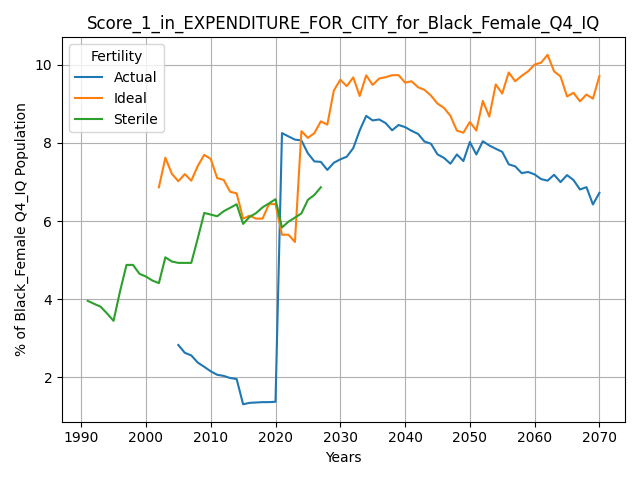 Score_1_in_EXPENDITURE_FOR_CITY_for_Black_Female_Q4_IQ
Fertility
Actual
Ideal
Sterile
% of Black_Female Q4_IQ Population
10
8
6
4
2
1990 2000 2010 2020 2030 2040 2050 2060 2070
Years